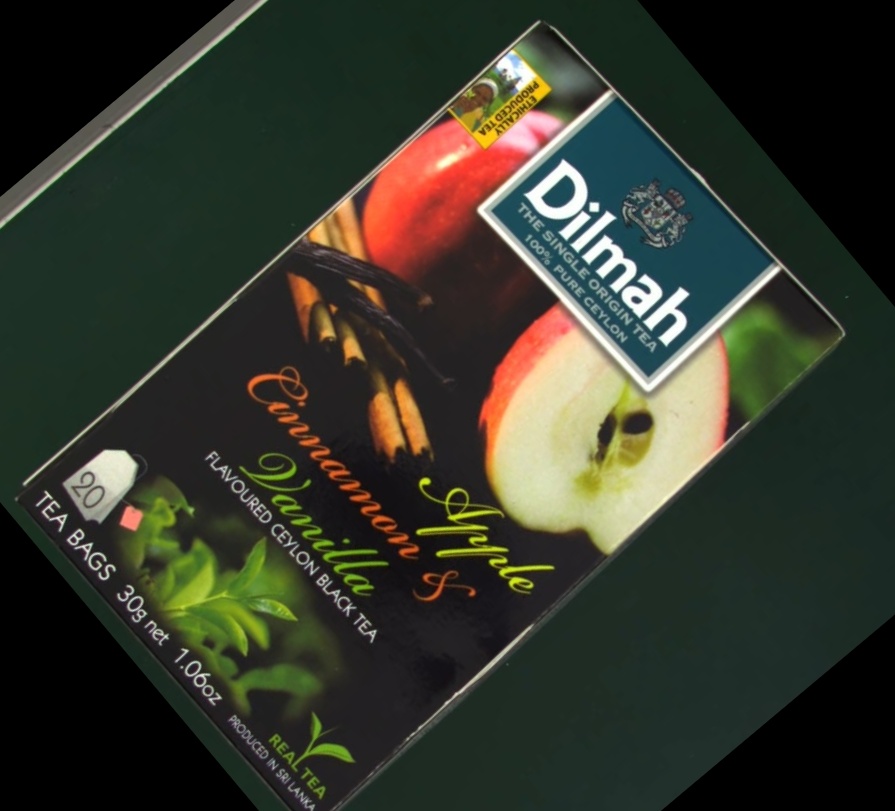 ETHICALLY
PRODUCED TEA
Dilmah
THE SINGLE ORIGIN TEA
100% PURE CEYLON
Apple
Cinnamon &
Vanilla
FLAVOURED CEYLON BLACK TEA
20
TEA BAGS 30g net 1.06oz
REAL TEA
PRODUCED IN SRI LANKA